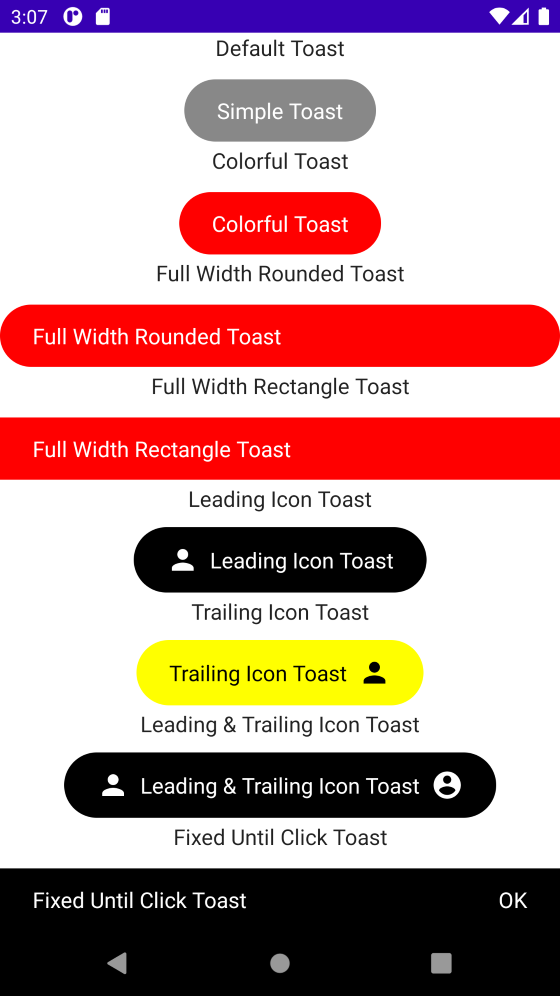 3:07
Default Toast
Simple Toast
Colorful Toast
Colorful Toast
Full Width Rounded Toast
Full Width Rounded Toast
Full Width Rectangle Toast
Full Width Rectangle Toast
Leading Icon Toast
Leading Icon Toast
Trailing Icon Toast
Trailing Icon Toast
Leading & Trailing Icon Toast
Leading & Trailing Icon Toast
Fixed Until Click Toast
Fixed Until Click Toast OK